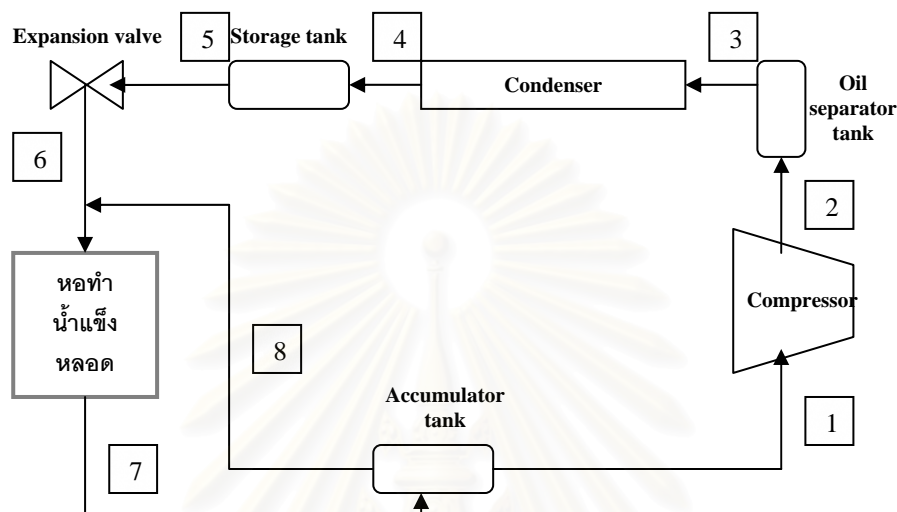 Expansion valve
5
Storage tank
4
3
Condenser
Oil
separator
tank
6
2
หอทำ
น้ำแข็ง
หลอด
Compressor
8
Accumulator
tank
1
7